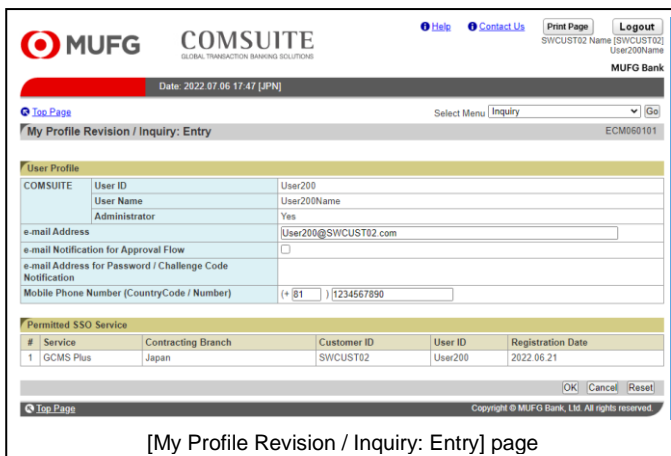 Help Contact Us Print Page Logout
MUFG COMSUITE
GLOBAL TRANSACTION BANKING SOLUTIONS
SWCUST02 Name [SWCUST02]
User200Name
MUFG Bank
Date: 2022.07.06 17:47 [JPN]
Top Page Select Menu Inquiry Go
My Profile Revision / Inquiry: Entry ECM060101
User Profile
COMSUITE User ID User200
User Name User200Name
Administrator Yes
e-mail Address User200@SWCUST02.com
e-mail Notification for Approval Flow
e-mail Address for Password / Challenge Code
Notification
Mobile Phone Number (CountryCode / Number) (+ 81 ) 1234567890
Permitted SSO Service
# Service Contracting Branch Customer ID User ID Registration Date
1 GCMS Plus Japan SWCUST02 User200 2022.06.21
OK Cancel Reset
Top Page Copyright © MUFG Bank, Ltd. All rights reserved.
[My Profile Revision / Inquiry: Entry] page